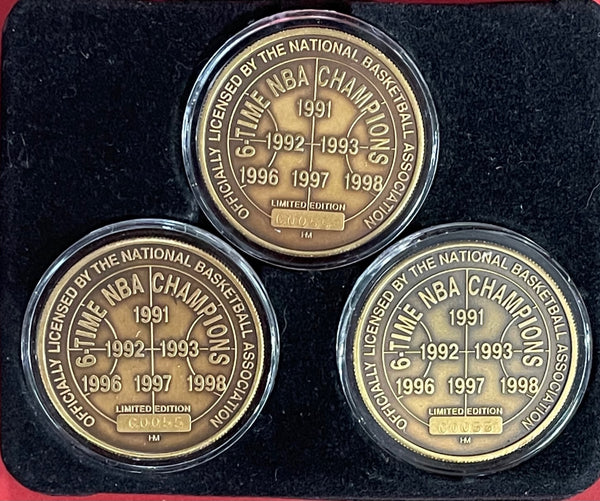 OFFICIALLY LICENSED BY THE NATIONAL BASKETBALL ASSOCIATION
6-TIME NBA CHAMPIONS
1991
1992 1993
1996 1997 1998
LIMITED EDITION
HM
OFFICIALLY LICENSED BY THE NATIONAL BASKETBALL ASSOCIATION
6-TIME NBA CHAMPIONS
1991
1992 1993
1996 1997 1998
LIMITED EDITION
C0055
HM
OFFICIALLY LICENSED BY THE NATIONAL BASKETBALL ASSOCIATION
6-TIME NBA CHAMPIONS
1991
1992 1993
1996 1997 1998
LIMITED EDITION
HM